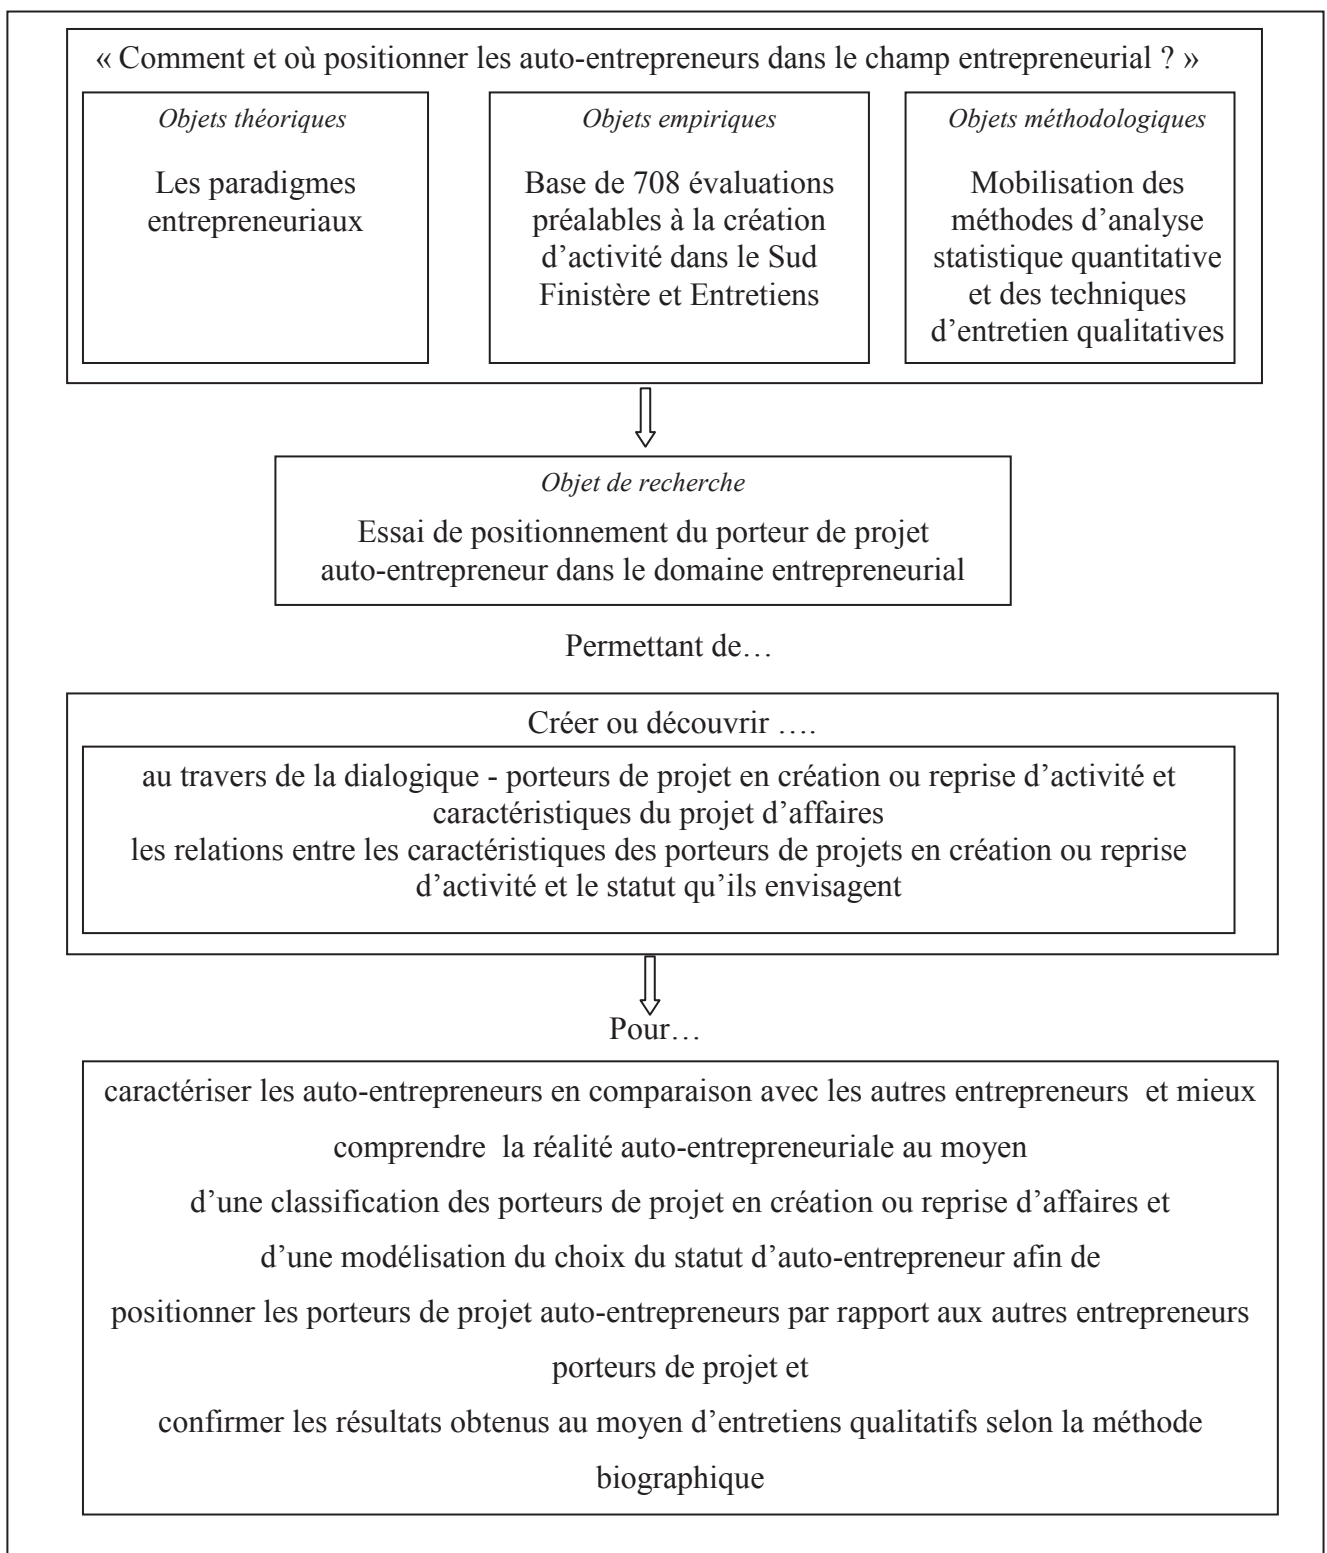 « Comment et où positionner les auto-entrepreneurs dans le champ entrepreneurial ? »
Objets théoriques
Les paradigmes
entrepreneuriaux
Objets empiriques
Base de 708 évaluations
préalables à la création
d’activité dans le Sud
Finistère et Entretiens
Objets méthodologiques
Mobilisation des
méthodes d’analyse
statistique quantitative
et des techniques
d’entretien qualitatives
Objet de recherche
Essai de positionnement du porteur de projet
auto-entrepreneur dans le domaine entrepreneurial
Permettant de…
Créer ou découvrir ….
au travers de la dialogique - porteurs de projet en création ou reprise d’activité et
caractéristiques du projet d’affaires
les relations entre les caractéristiques des porteurs de projets en création ou reprise
d’activité et le statut qu’ils envisagent
Pour…
caractériser les auto-entrepreneurs en comparaison avec les autres entrepreneurs et mieux
comprendre la réalité auto-entrepreneuriale au moyen
d’une classification des porteurs de projet en création ou reprise d’affaires et
d’une modélisation du choix du statut d’auto-entrepreneur afin de
positionner les porteurs de projet auto-entrepreneurs par rapport aux autres entrepreneurs
porteurs de projet et
confirmer les résultats obtenus au moyen d’entretiens qualitatifs selon la méthode
biographique